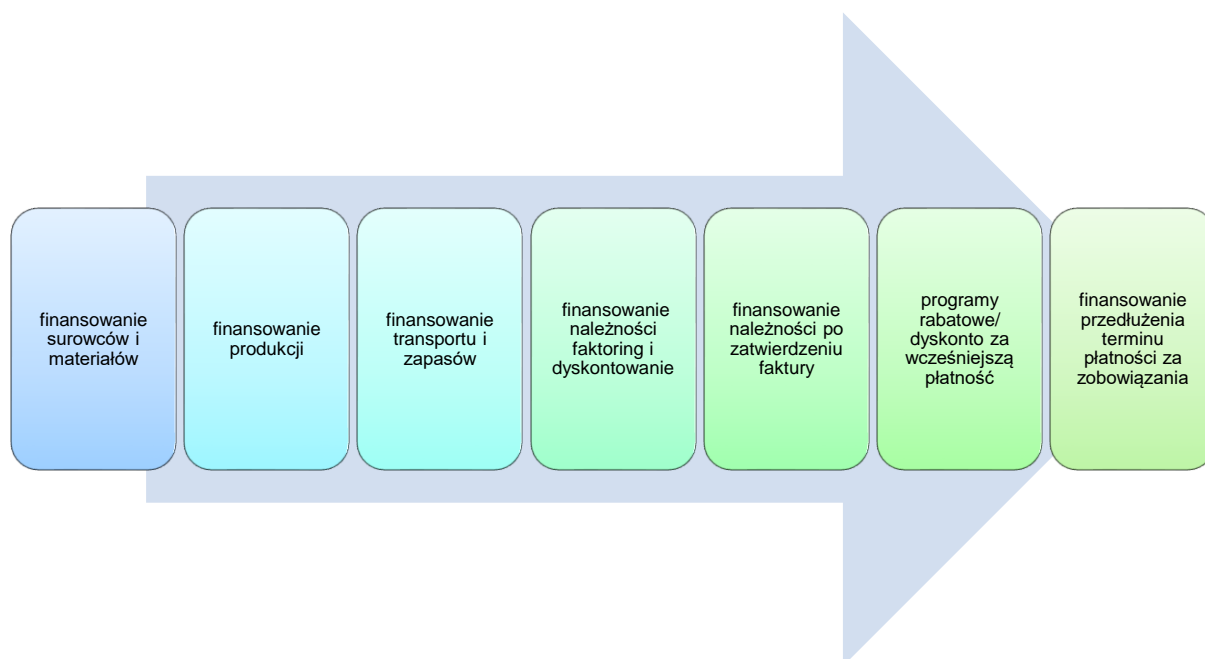 finansowanie
surowców i
materiałów
finansowanie
produkcji
finansowanie
transportu i
zapasów
finansowanie
należności
faktoring i
dyskontowanie
finansowanie
należności po
zatwierdzeniu
faktury
programy
rabatowe/
dyskonto za
wcześniejszą
płatność
finansowanie
przedłużenia
terminu
płatności za
zobowiązania